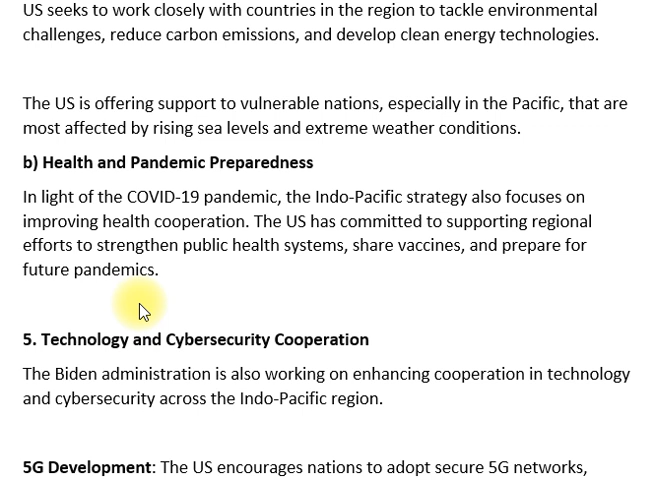 US seeks to work closely with countries in the region to tackle environmental
challenges, reduce carbon emissions, and develop clean energy technologies.
The US is offering support to vulnerable nations, especially in the Pacific, that are
most affected by rising sea levels and extreme weather conditions.
b) Health and Pandemic Preparedness
In light of the COVID-19 pandemic, the Indo-Pacific strategy also focuses on
improving health cooperation. The US has committed to supporting regional
efforts to strengthen public health systems, share vaccines, and prepare for
future pandemics.
5. Technology and Cybersecurity Cooperation
The Biden administration is also working on enhancing cooperation in technology
and cybersecurity across the Indo-Pacific region.
5G Development: The US encourages nations to adopt secure 5G networks,